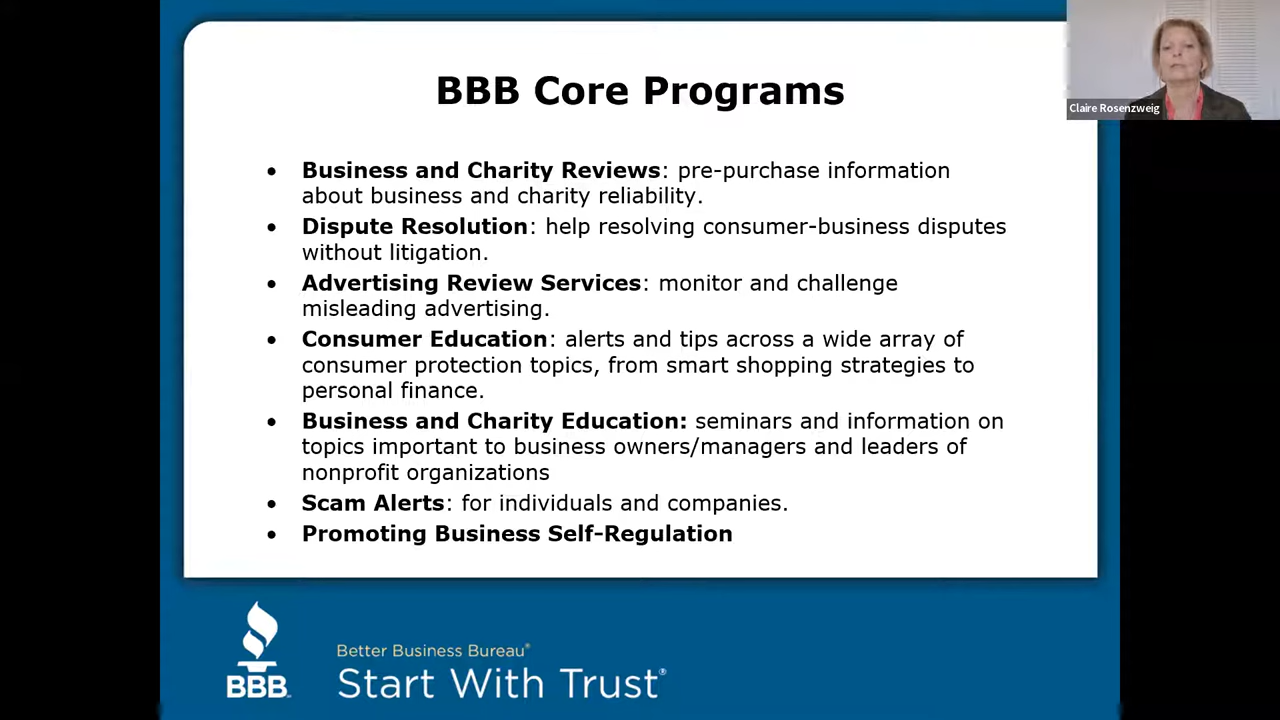 BBB Core Programs
Claire Rosenzweig
• Business and Charity Reviews: pre-purchase information
about business and charity reliability.
• Dispute Resolution: help resolving consumer-business disputes
without litigation.
• Advertising Review Services: monitor and challenge
misleading advertising.
• Consumer Education: alerts and tips across a wide array of
consumer protection topics, from smart shopping strategies to
personal finance.
• Business and Charity Education: seminars and information on
topics important to business owners/managers and leaders of
nonprofit organizations
• Scam Alerts: for individuals and companies.
• Promoting Business Self-Regulation
Better Business Bureau®
Start With Trust®
BBB